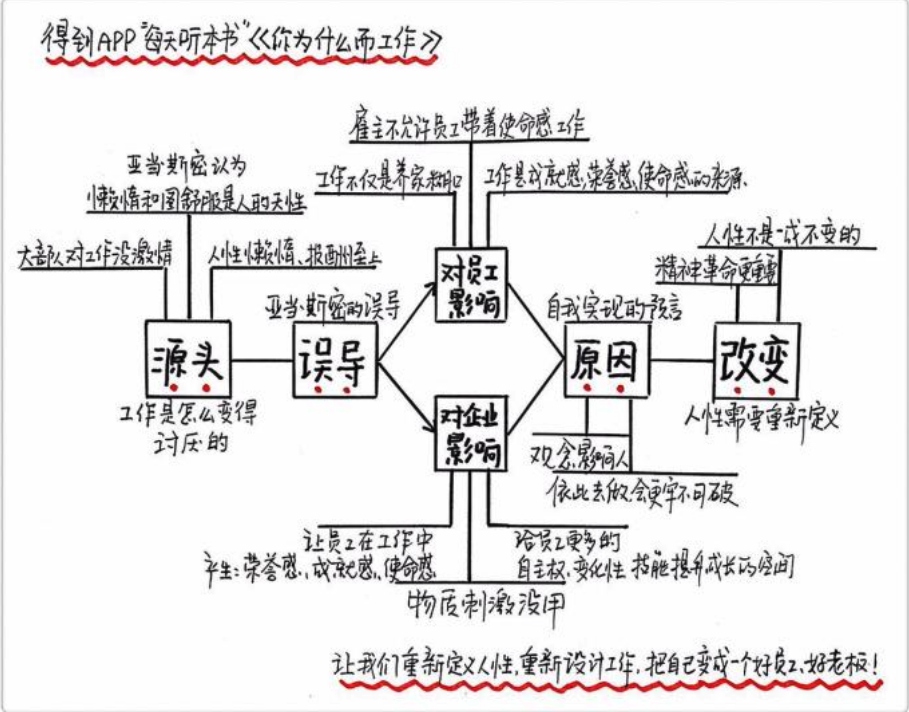 得到APP"每天听本书"《你为什么而工作》
雇主不允许员工带着使命感工作
工作不仅是养家糊口
工作是成就感,荣誉感,使命感的来源.
亚当·斯密认为
懒惰和图舒服是人的天性
大部队对工作没激情
人性懒惰、报酬至上
人性不是一成不变的
精神革命更重要
对员工
影响
亚当·斯密的误导
自我实现的预言
源头
误导
原因
改变
工作是怎么变得
讨厌的
人性需要重新定义
对企业
影响
观念影响人
依此去做,会更牢不可破
让员工在工作中
产生:荣誉感、成就感、使命感
给员工更多的
自主权、变化性 技能提升成长的空间
物质刺激没用
让我们重新定义人性,重新设计工作,把自己变成一个好员工、好老板!